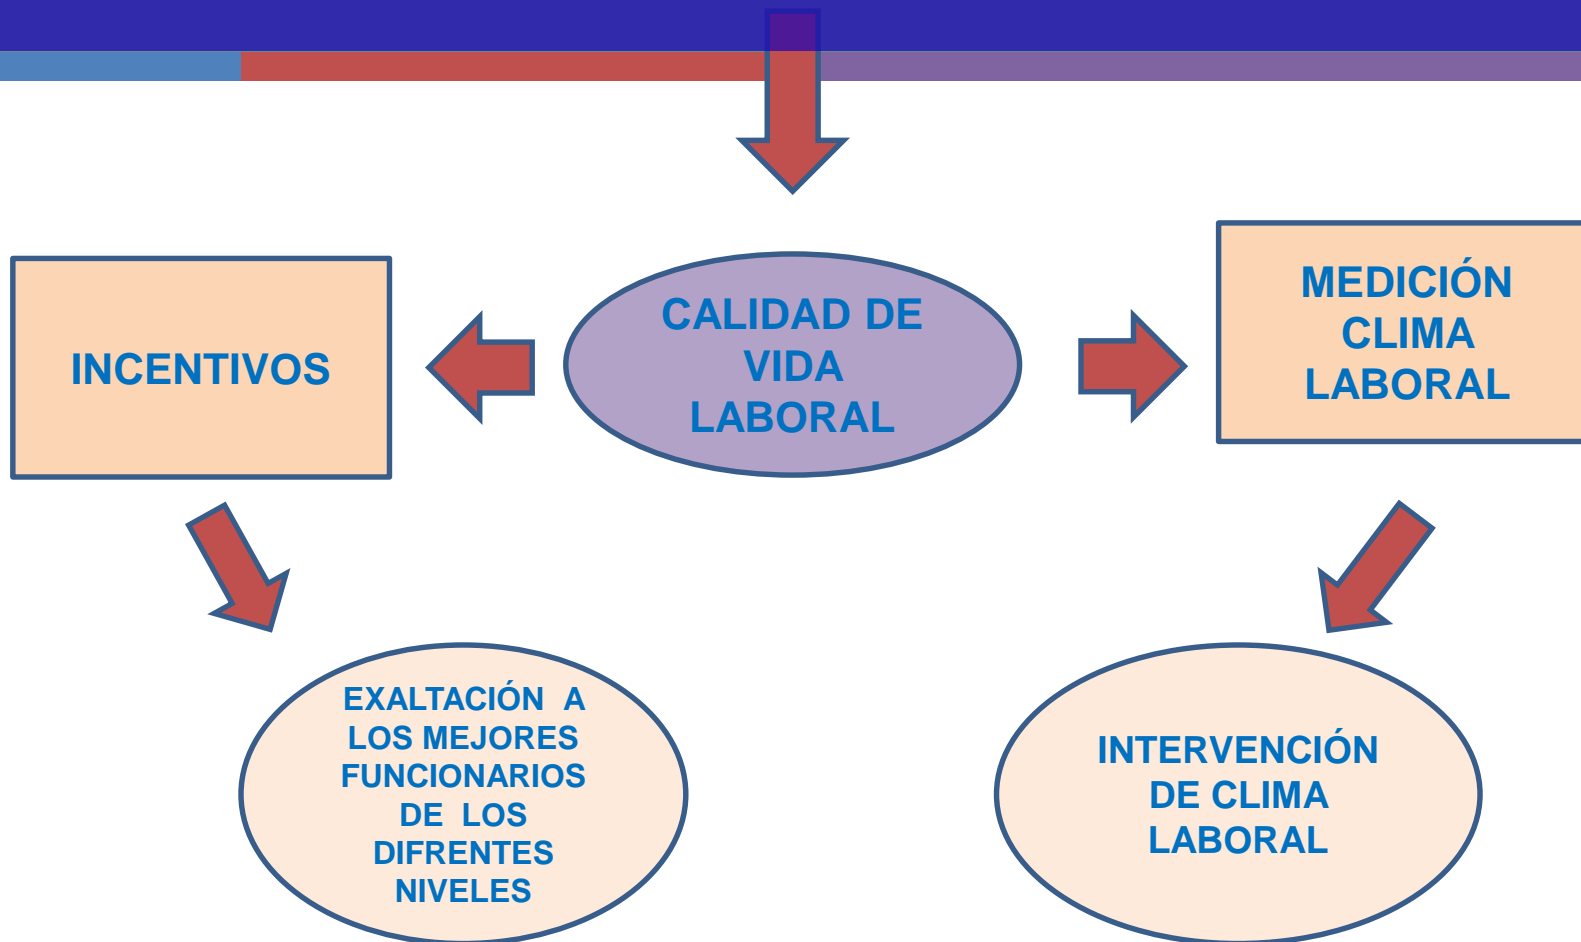 INCENTIVOS
CALIDAD DE
VIDA
LABORAL
MEDICIÓN
CLIMA
LABORAL
EXALTACIÓN  A
LOS MEJORES
FUNCIONARIOS
DE  LOS
DIFRENTES
NIVELES
INTERVENCIÓN
DE CLIMA
LABORAL